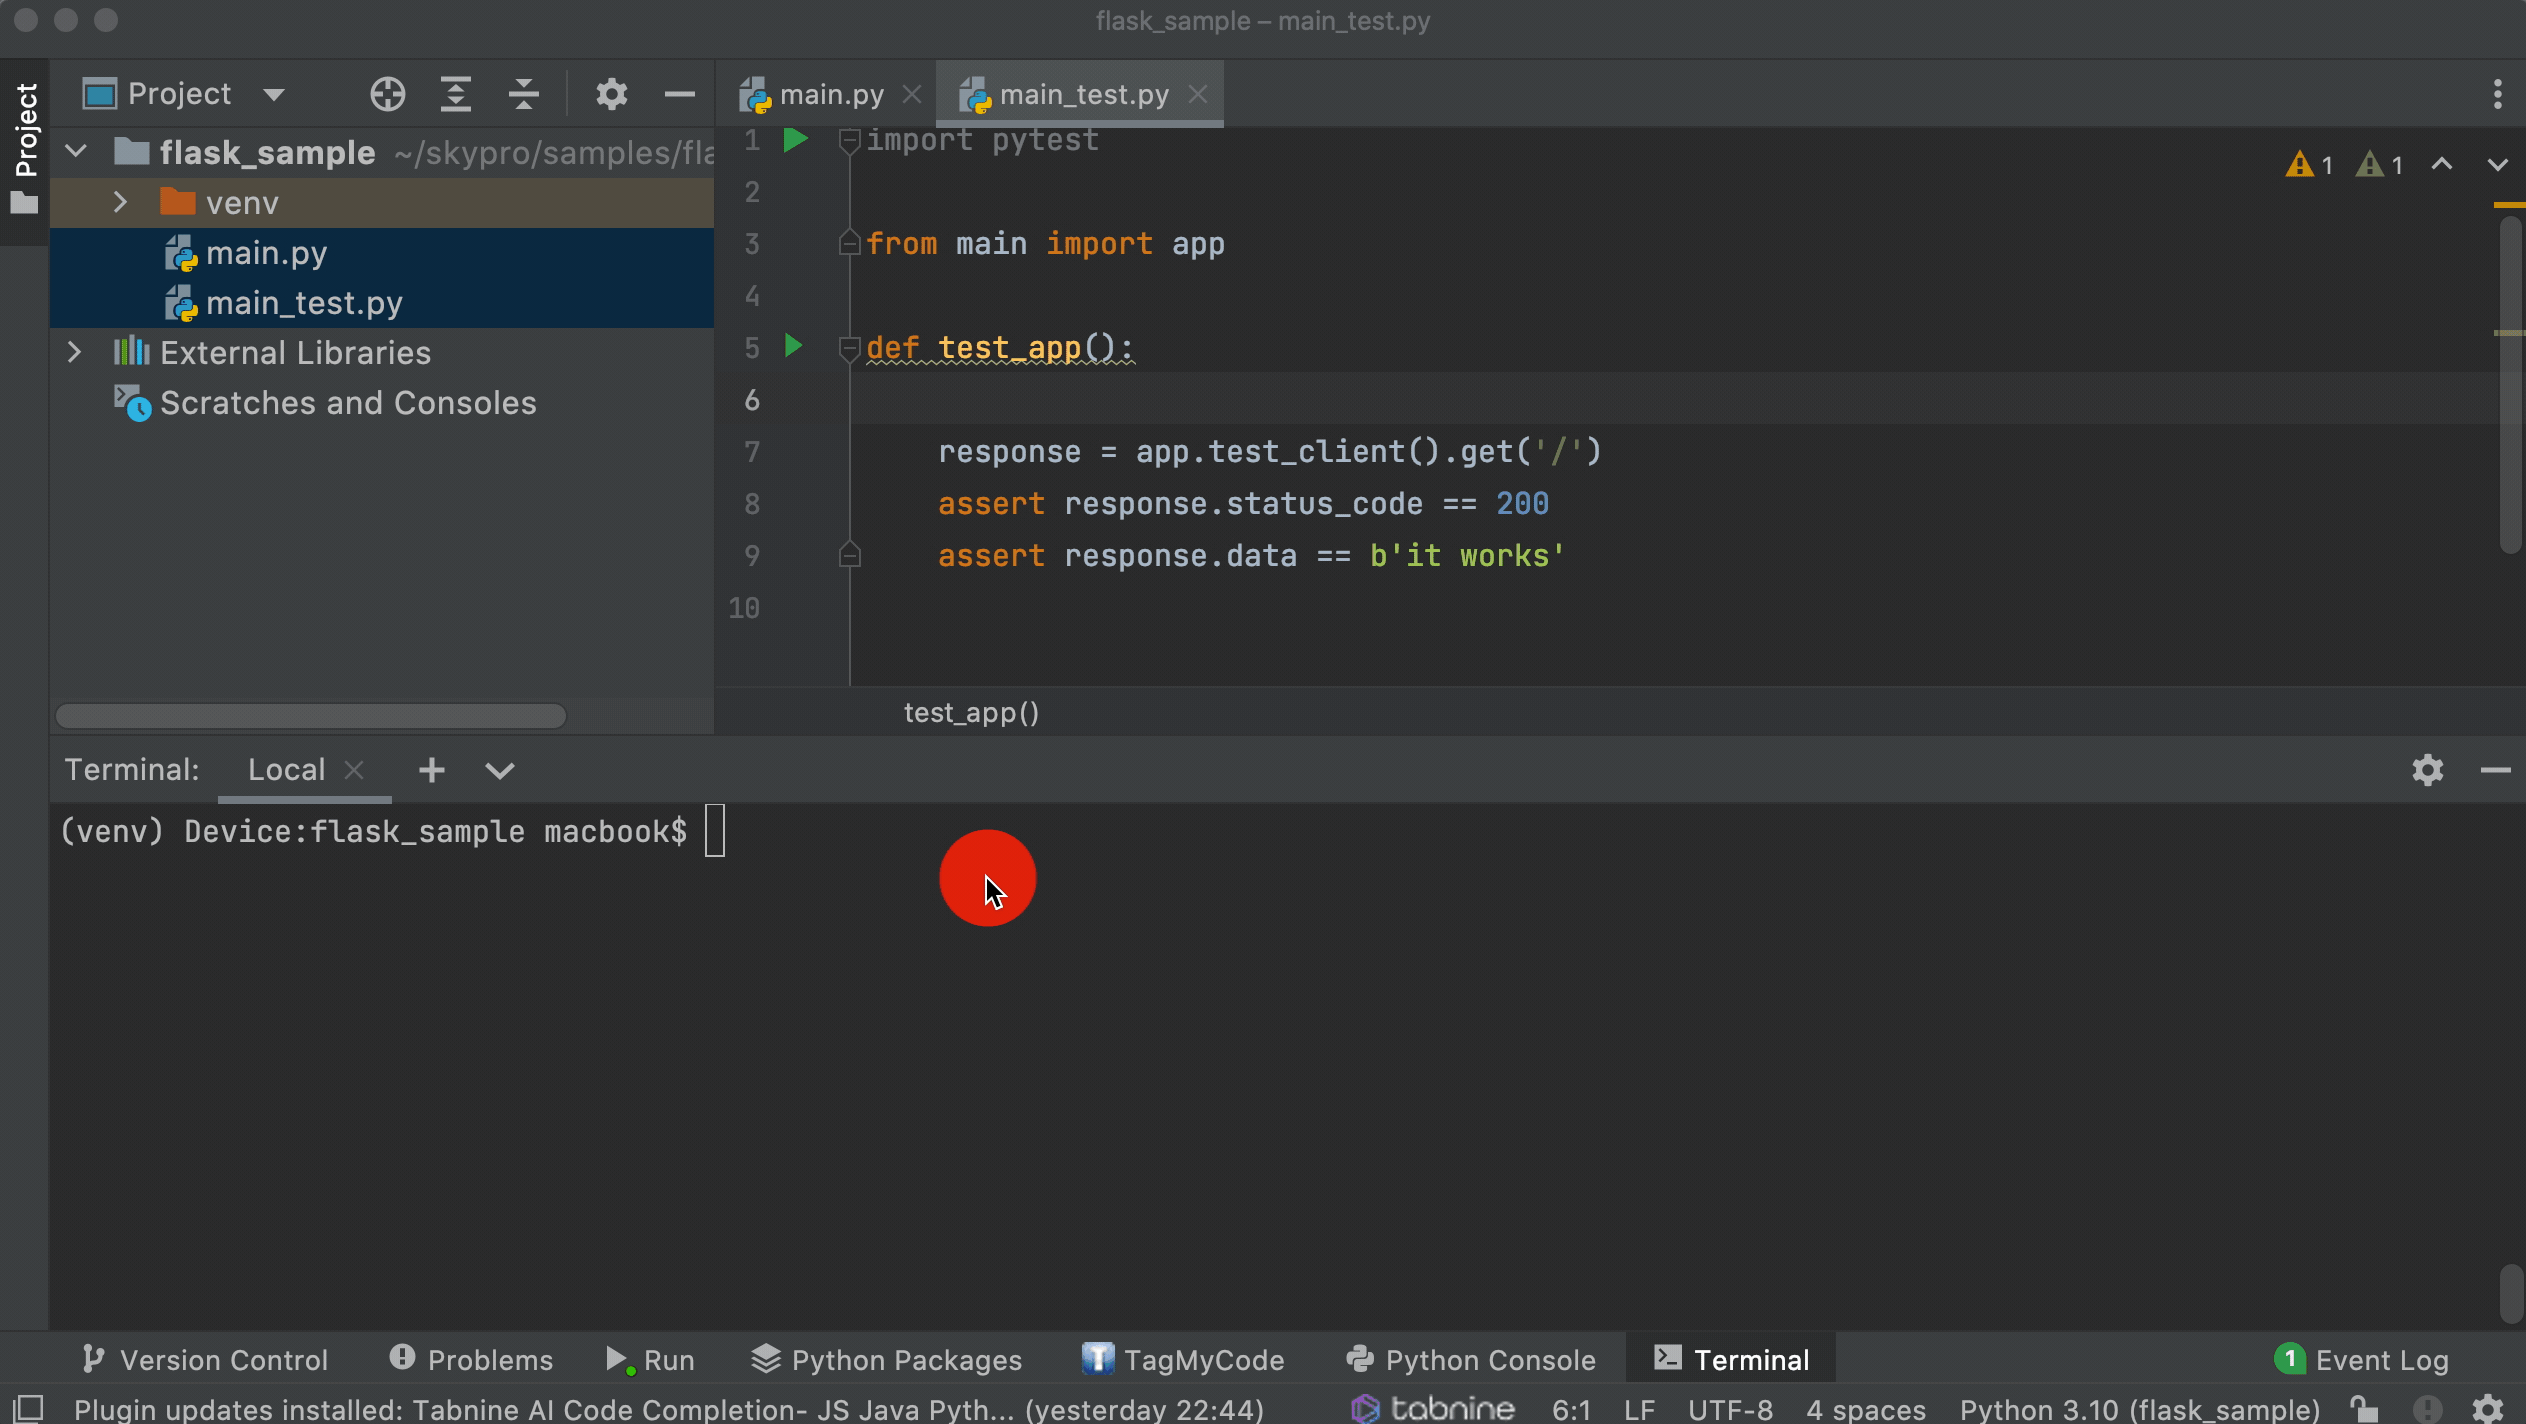 flask_sample – main_test.py
Project
Project
main.py
main_test.py
flask_sample ~/skypro/samples/fla
venv
main.py
main_test.py
External Libraries
Scratches and Consoles
1 import pytest
2
3 from main import app
4
5 def test_app():
6
7 response = app.test_client().get('/')
8 assert response.status_code == 200
9 assert response.data == b'it works'
10
1 1
test_app()
Terminal: Local
(venv) Device:flask_sample macbook$
Version Control Problems Run Python Packages TagMyCode Python Console Terminal 1 Event Log
Plugin updates installed: Tabnine AI Code Completion- JS Java Pyth... (yesterday 22:44) tabnine 6:1 LF UTF-8 4 spaces Python 3.10 (flask_sample)